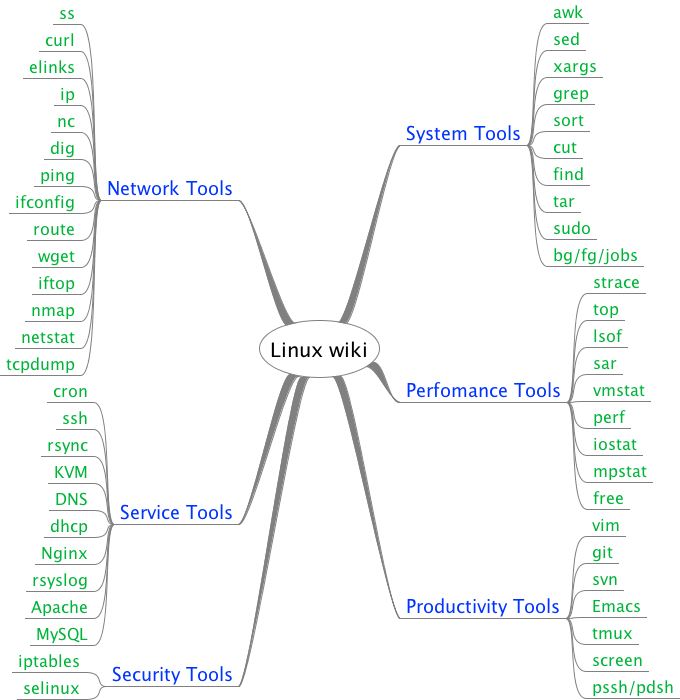 Linux wiki
Network Tools
ss
curl
elinks
ip
nc
dig
ping
ifconfig
route
wget
iftop
nmap
netstat
tcpdump
Service Tools
cron
ssh
rsync
KVM
DNS
dhcp
Nginx
rsyslog
Apache
MySQL
Security Tools
iptables
selinux
System Tools
awk
sed
xargs
grep
sort
cut
find
tar
sudo
bg/fg/jobs
Perfomance Tools
strace
top
lsof
sar
vmstat
perf
iostat
mpstat
free
Productivity Tools
vim
git
svn
Emacs
tmux
screen
pssh/pdsh